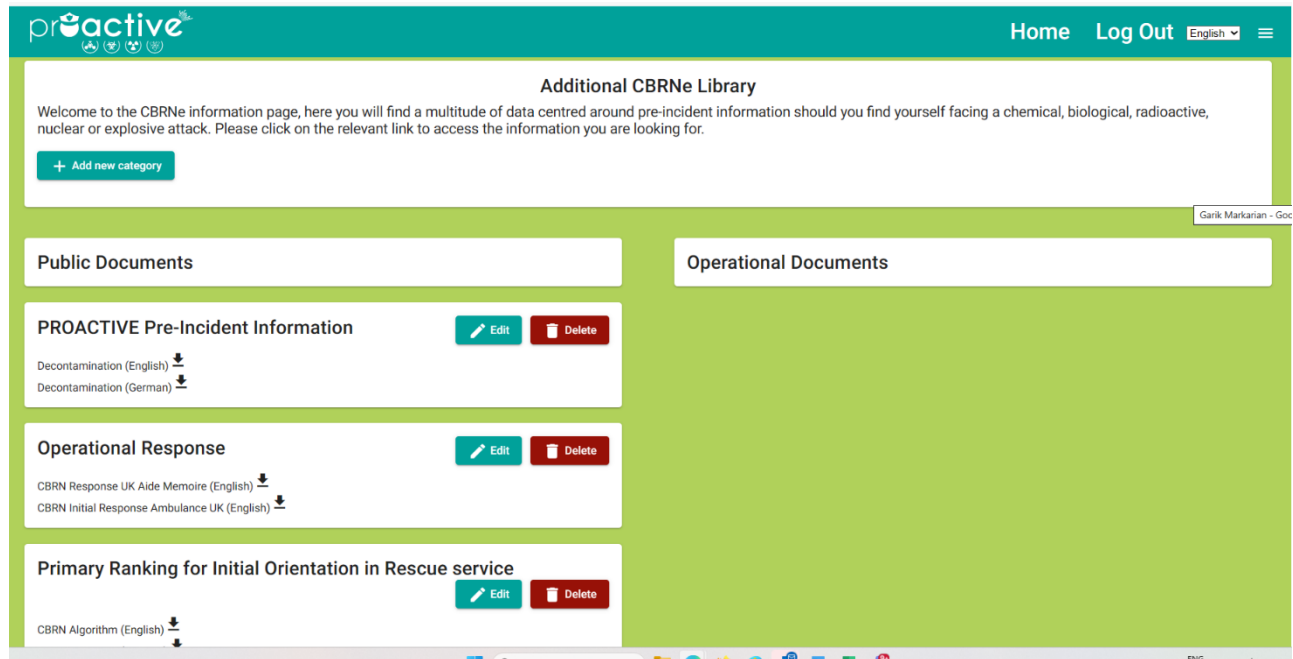 proactive
Home Log Out English
Additional CBRNe Library
Welcome to the CBRNe information page, here you will find a multitude of data centred around pre-incident information should you find yourself facing a chemical, biological, radioactive,
nuclear or explosive attack. Please click on the relevant link to access the information you are looking for.
+ Add new category
Garik Markarian - Goo
Public Documents
Operational Documents
PROACTIVE Pre-Incident Information
Edit Delete
Decontamination (English)
Decontamination (German)
Operational Response
Edit Delete
CBRN Response UK Aide Memoire (English)
CBRN Initial Response Ambulance UK (English)
Primary Ranking for Initial Orientation in Rescue service
Edit Delete
CBRN Algorithm (English)
ENG